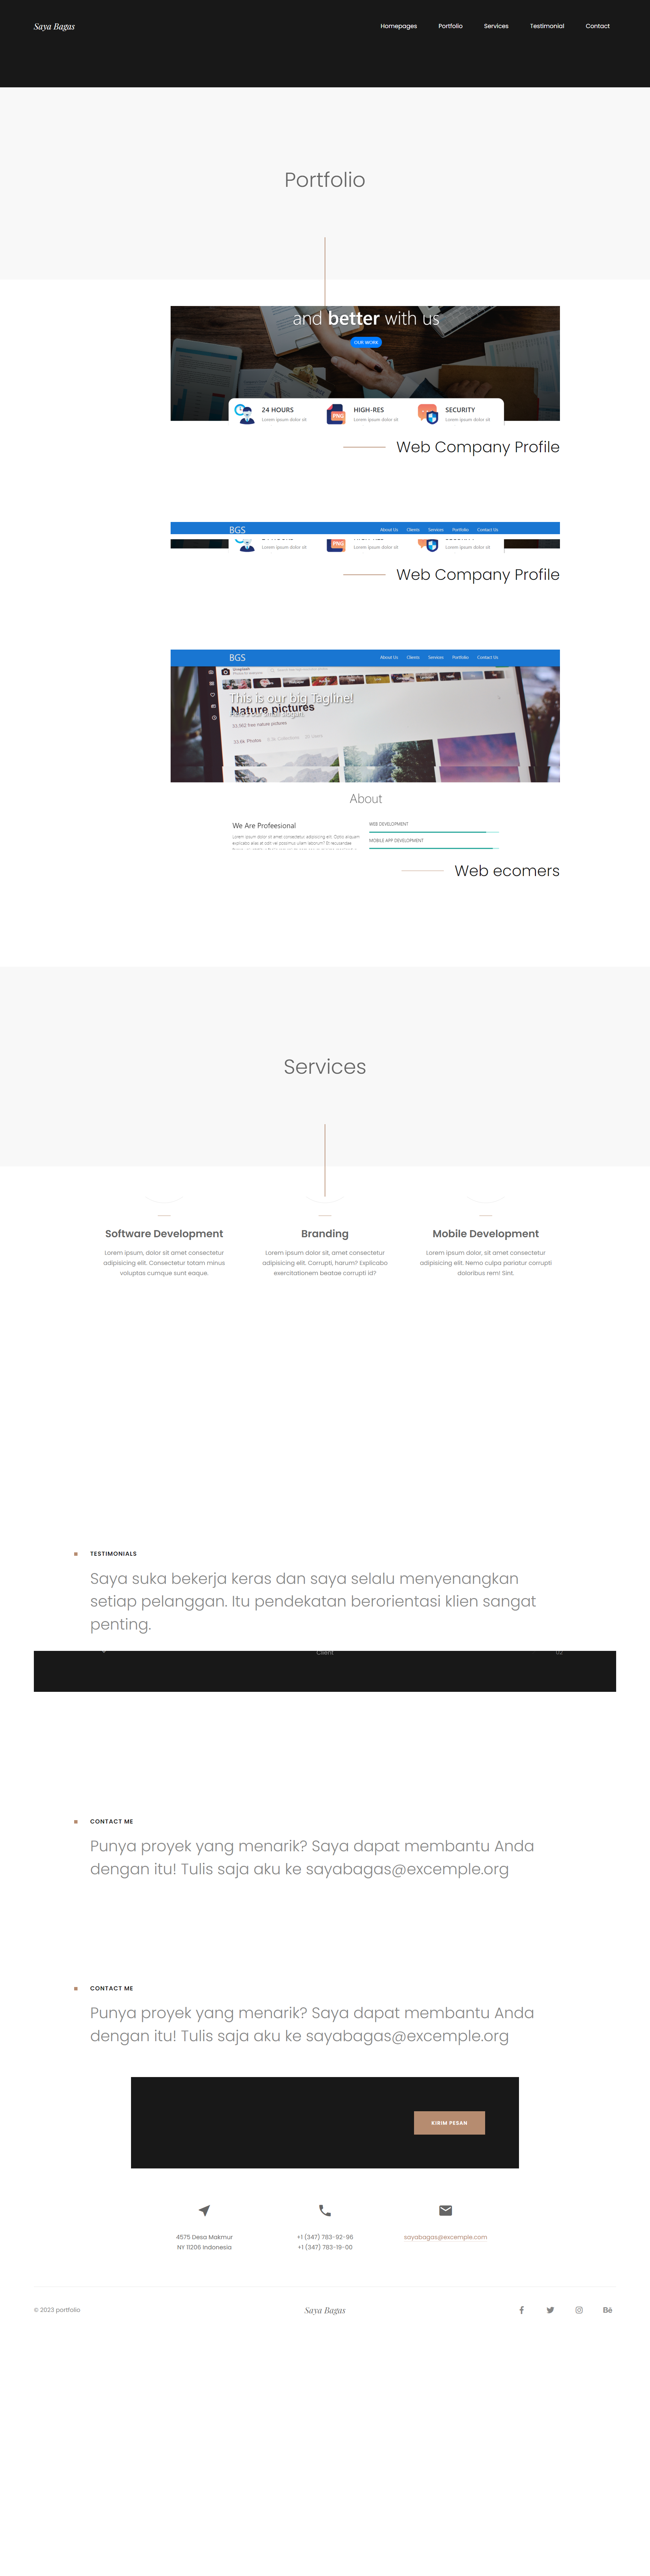 Saya Bagas
Homepages
Portfolio
Services
Testimonial
Contact
Portfolio
and better with us
OUR WORK
24 HOURS
HIGH-RES
SECURITY
Lorem ipsum dolor sit
Lorem ipsum dolor sit
Lorem ipsum dolor sit
Web Company Profile
BGS
About Us
Clients
Services
Portfolio
Contact Us
Lorem ipsum dolor sit
Lorem ipsum dolor sit
Lorem ipsum dolor sit
Web Company Profile
BGS
About Us
Clients
Services
Portfolio
Contact Us
This is our big Tagline!
Nature pictures
About
We Are Profeesional
WEB DEVELOPMENT
MOBILE APP DEVELOPMENT
Web ecomers
Services
Software Development
Lorem ipsum, dolor sit amet consectetur
adipisicing elit. Consectetur totam minus
voluptas cumque sunt eaque.
Branding
Lorem ipsum dolor sit, amet consectetur
adipisicing elit. Corrupti, harum? Explicabo
exercitationem beatae corrupti id?
Mobile Development
Lorem ipsum dolor, sit amet consectetur
adipisicing elit. Nemo culpa pariatur corrupti
doloribus rem! Sint.
TESTIMONIALS
Saya suka bekerja keras dan saya selalu menyenangkan
setiap pelanggan. Itu pendekatan berorientasi klien sangat
penting.
Client
CONTACT ME
Punya proyek yang menarik? Saya dapat membantu Anda
dengan itu! Tulis saja aku ke sayabagas@excemple.org
CONTACT ME
Punya proyek yang menarik? Saya dapat membantu Anda
dengan itu! Tulis saja aku ke sayabagas@excemple.org
KIRIM PESAN
4575 Desa Makmur
NY 11206 Indonesia
+1 (347) 783-92-96
+1 (347) 783-19-00
sayabagas@excemple.com
© 2023 portfolio
Saya Bagas